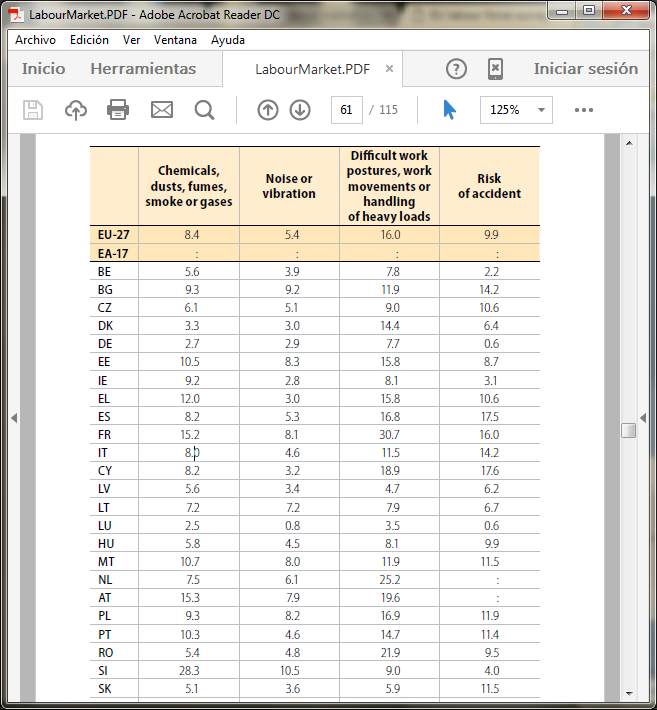 LabourMarket.PDF - Adobe Acrobat Reader DC
Archivo Edición Ver Ventana Ayuda
Inicio Herramientas LabourMarket.PDF × Iniciar sesión
61 / 115 125%
Chemicals, dusts, fumes, smoke or gases Noise or vibration Difficult work postures, work movements or handling of heavy loads Risk of accident
EU-27 8.4 5.4 16.0 9.9
EA-17 : : : :
BE 5.6 3.9 7.8 2.2
BG 9.3 9.2 11.9 14.2
CZ 6.1 5.1 9.0 10.6
DK 3.3 3.0 14.4 6.4
DE 2.7 2.9 7.7 0.6
EE 10.5 8.3 15.8 8.7
IE 9.2 2.8 8.1 3.1
EL 12.0 3.0 15.8 10.6
ES 8.2 5.3 16.8 17.5
FR 15.2 8.1 30.7 16.0
IT 8.0 4.6 11.5 14.2
CY 8.2 3.2 18.9 17.6
LV 5.6 3.4 4.7 6.2
LT 7.2 7.2 7.9 6.7
LU 2.5 0.8 3.5 0.6
HU 5.8 4.5 8.1 9.9
MT 10.7 8.0 11.9 11.5
NL 7.5 6.1 25.2 :
AT 15.3 7.9 19.6 :
PL 9.3 8.2 16.9 11.9
PT 10.3 4.6 14.7 11.4
RO 5.4 4.8 21.9 9.5
SI 28.3 10.5 9.0 4.0
SK 5.1 3.6 5.9 11.5